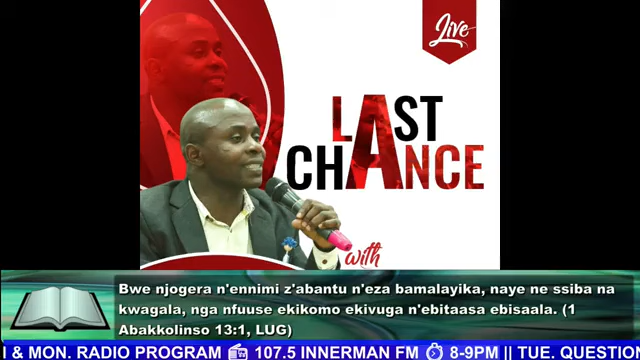 Live
LAST
CHANCE
with
Bwe njogera n'ennimi z'abantu n'eza bamalayika, naye ne ssiba na
kwagala, nga nfuuse ekikomo ekivuga n'ebitaasa ebisaala. (1
Abakkolinso 13:1, LUG)
I & MON. RADIO PROGRAM 107.5 INNERMAN FM 8-9PM || TUE. QUESTIO